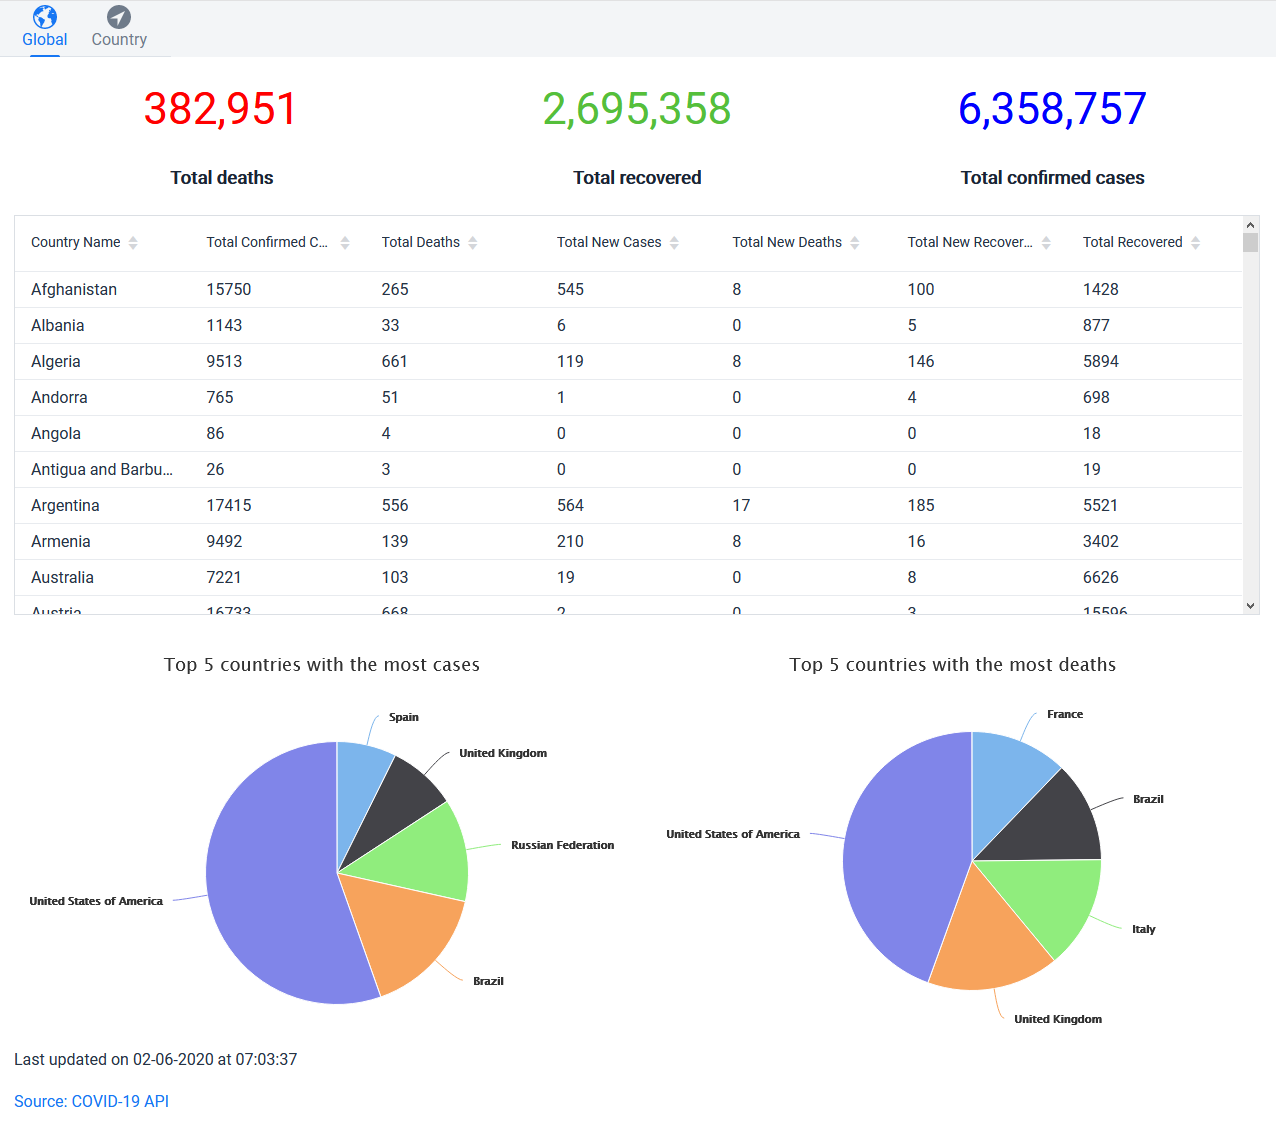 Global Country
382,951 2,695,358 6,358,757
Total deaths Total recovered Total confirmed cases
Country Name Total Confirmed C... Total Deaths Total New Cases Total New Deaths Total New Recover... Total Recovered
Afghanistan 15750 265 545 8 100 1428
Albania 1143 33 6 0 5 877
Algeria 9513 661 119 8 146 5894
Andorra 765 51 1 0 4 698
Angola 86 4 0 0 0 18
Antigua and Barbu... 26 3 0 0 0 19
Argentina 17415 556 564 17 185 5521
Armenia 9492 139 210 8 16 3402
Australia 7221 103 19 0 8 6626
Austria 16733 668 2 0 3 15596
Top 5 countries with the most cases
Spain
United Kingdom
Russian Federation
United States of America
Brazil
Top 5 countries with the most deaths
France
Brazil
United States of America
Italy
United Kingdom
Last updated on 02-06-2020 at 07:03:37
Source: COVID-19 API